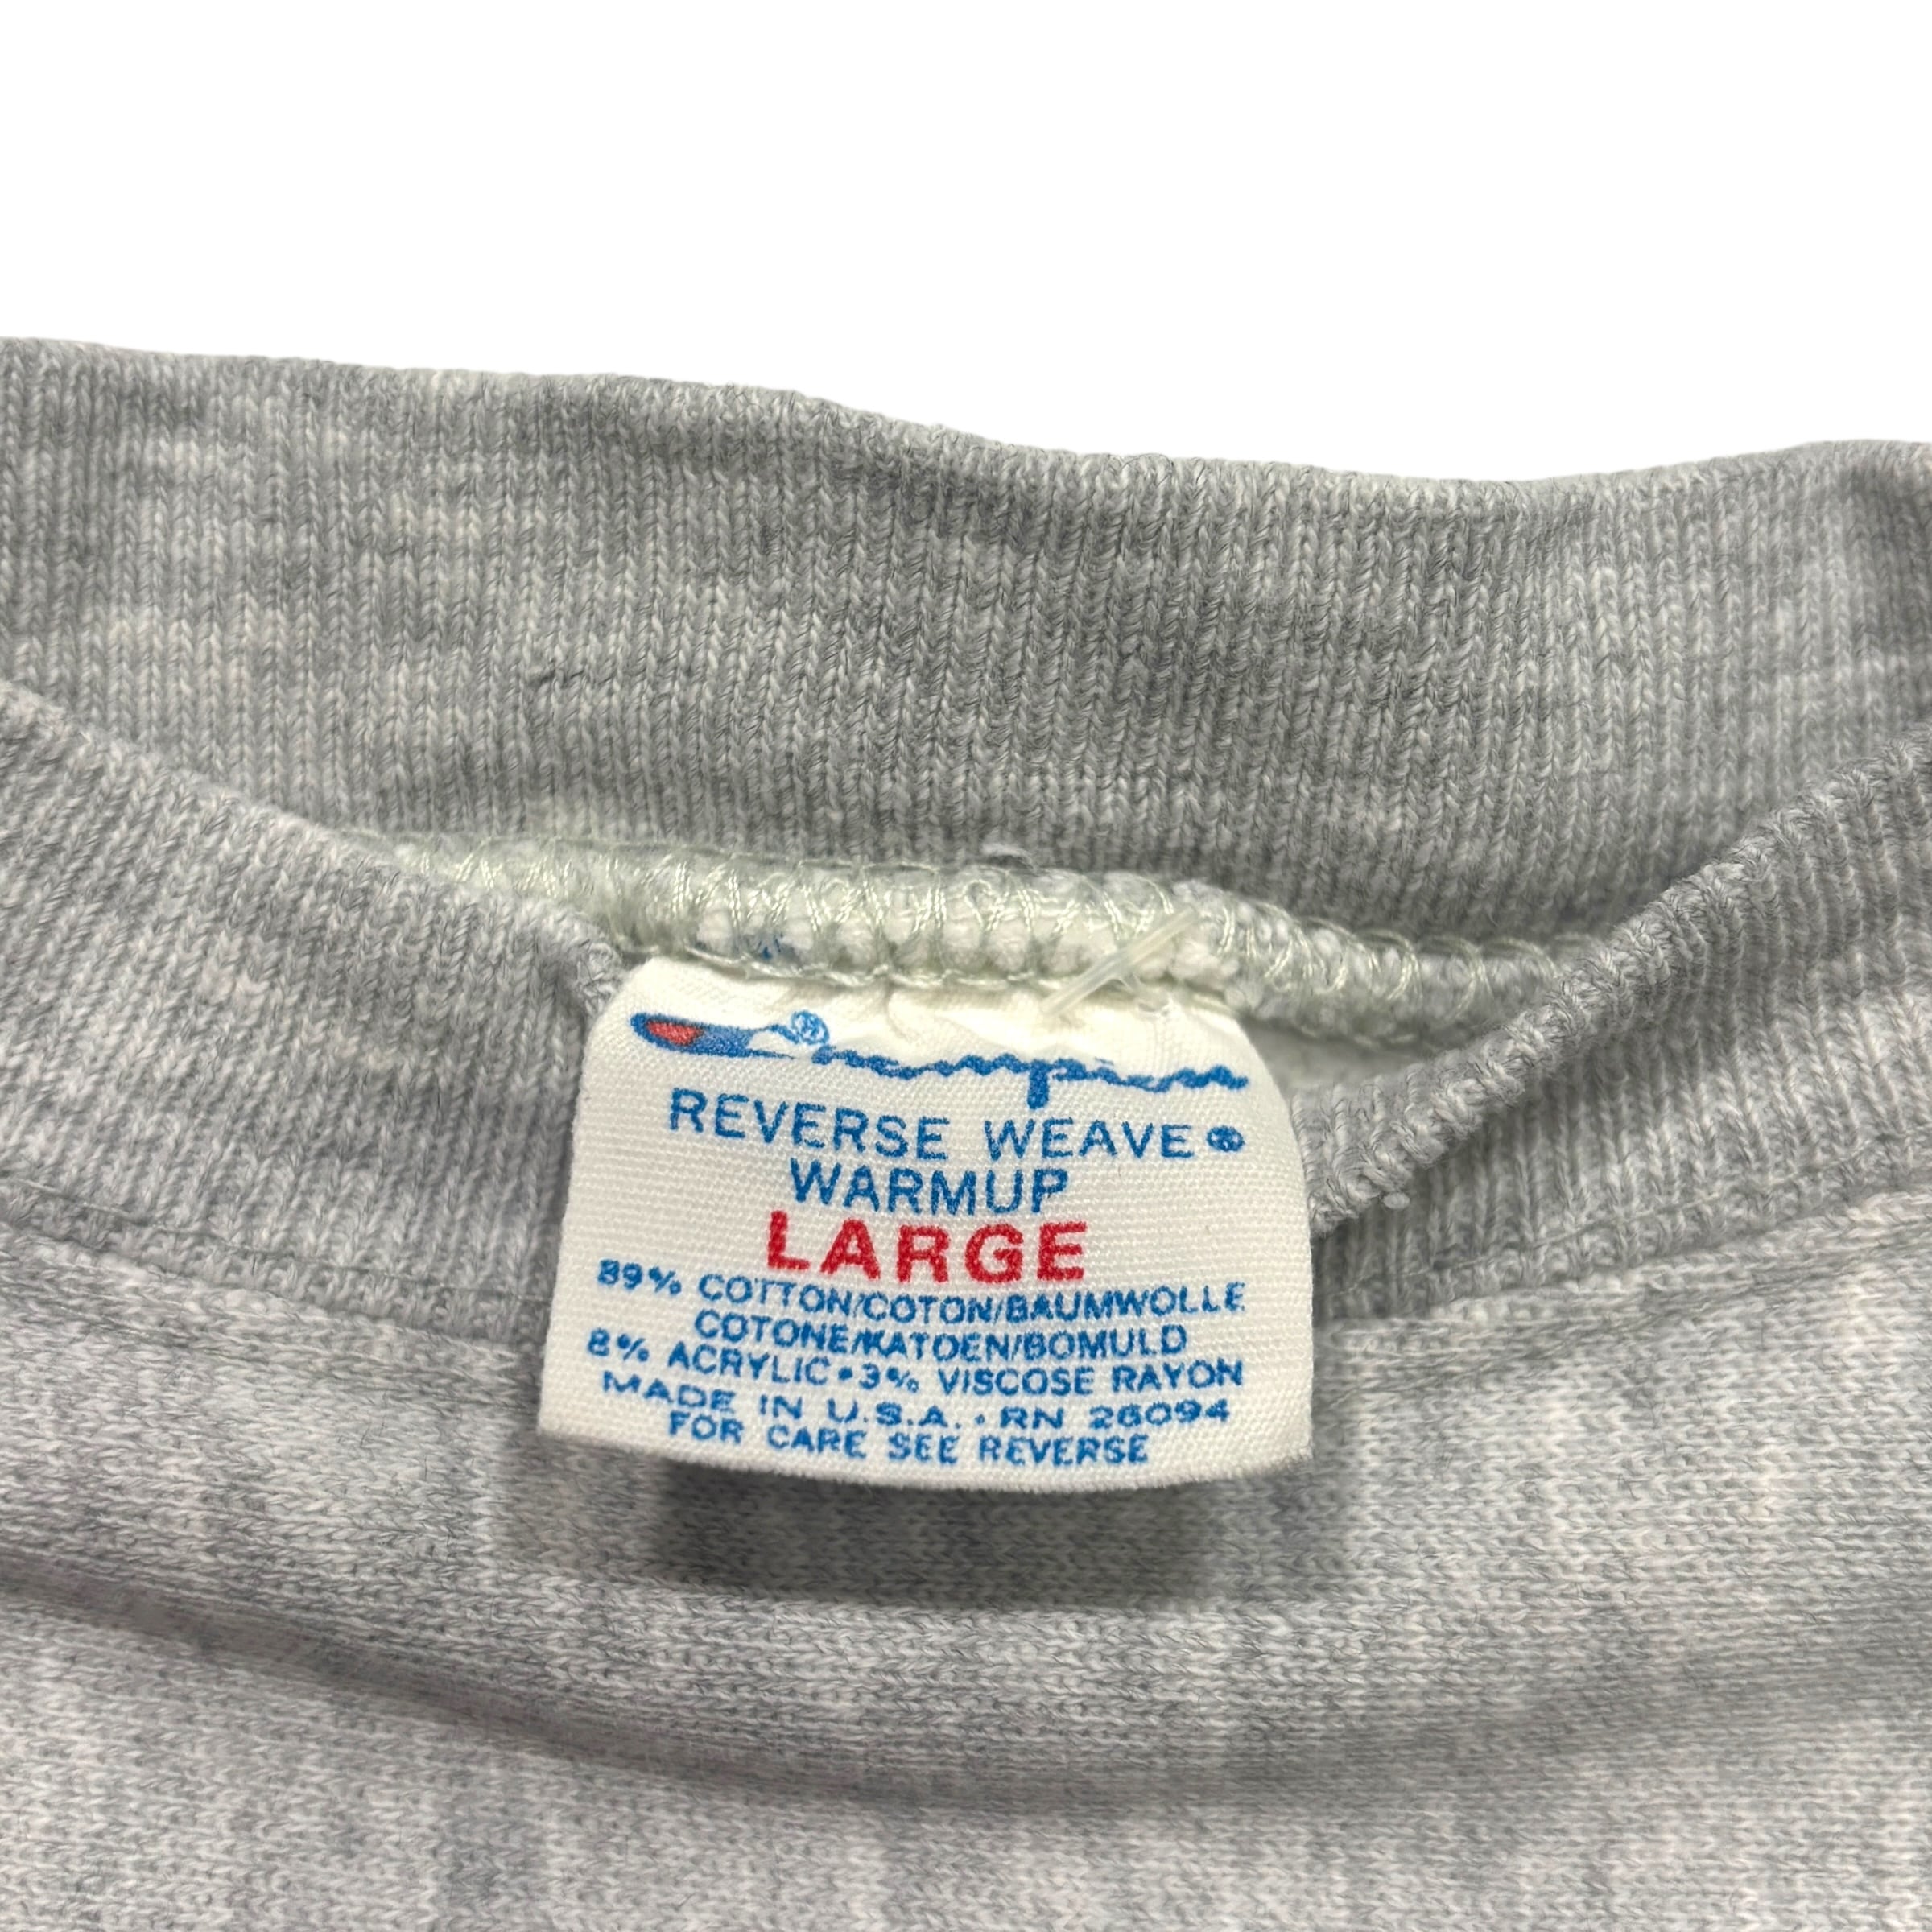 Champion®
REVERSE WEAVE®
WARMUP
LARGE
89% COTTON/COTON/BAUMWOLLE
COTONE/KATOEN/BOMULD
8% ACRYLIC•3% VISCOSE RAYON
MADE IN U.S.A. • RN 26094
FOR CARE SEE REVERSE